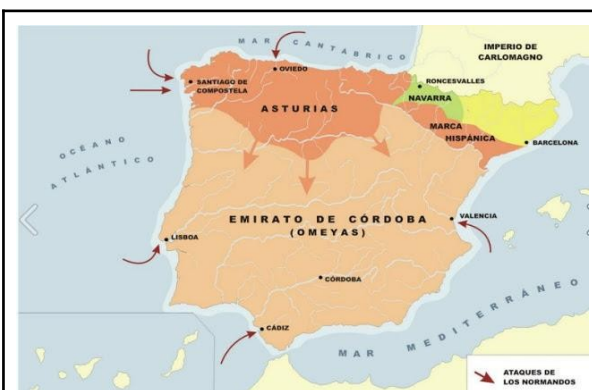 MAR CANTÁBRICO
IMPERIO DE
CARLOMAGNO
OVIEDO
SANTIAGO DE
COMPOSTELA
RONCESVALLES
NAVARRA
ASTURIAS
MARCA
HISPÁNICA
BARCELONA
OCÉANO
ATLÁNTICO
EMIRATO DE CÓRDOBA
(OMEYAS)
VALENCIA
LISBOA
CÓRDOBA
CÁDIZ
MAR MEDITERRÁNEO
ATAQUES DE
LOS NORMANDOS